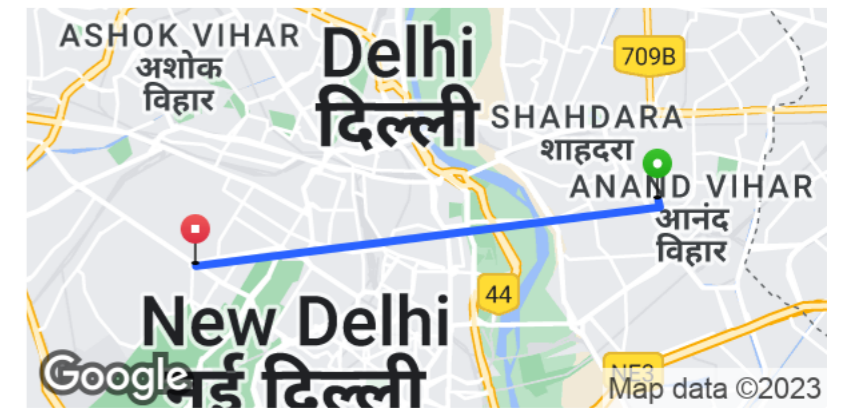 ASHOK VIHAR
अशोक
विहार
Delhi
दिल्ली
709B
SHAHDARA
शाहदरा
ANAND VIHAR
आनंद
विहार
44
New Delhi
नई दिल्ली
NE3
Google
Map data ©2023